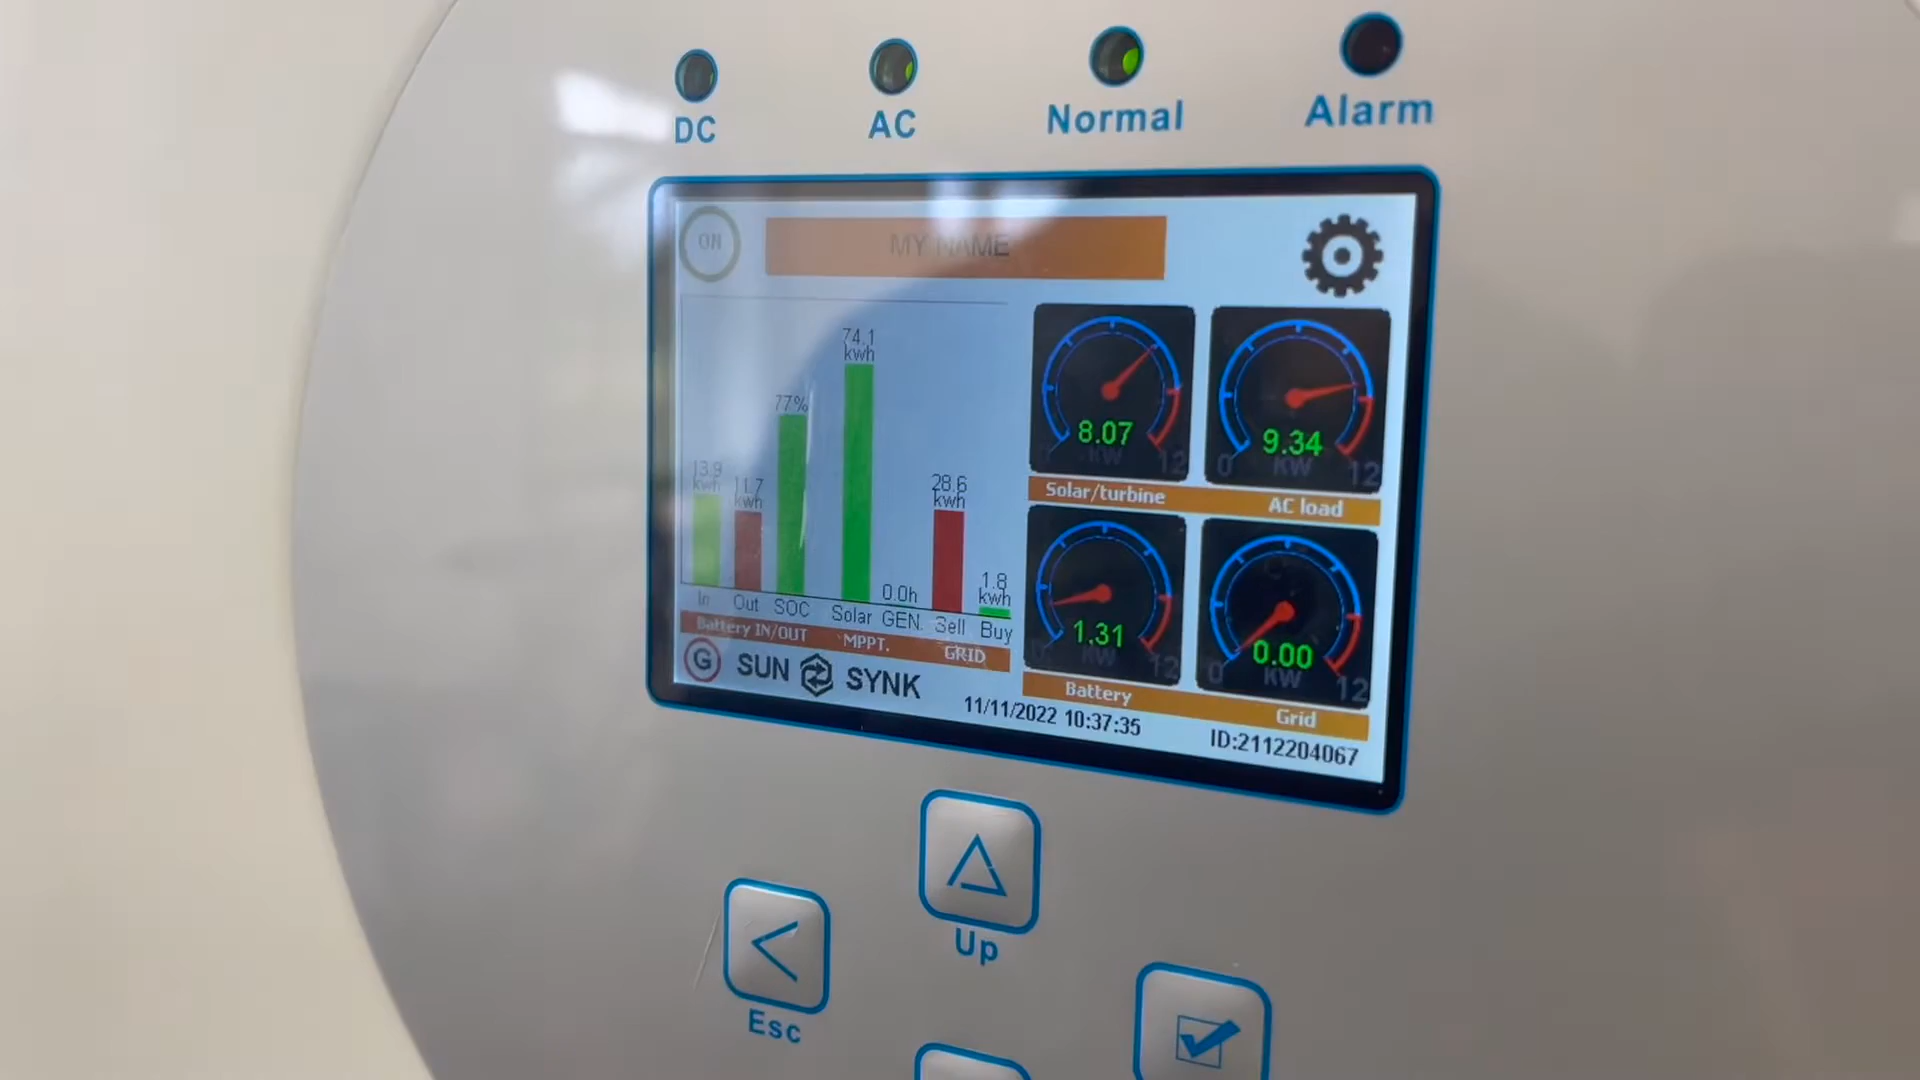 DC
AC
Normal
Alarm
ON
MY NAME
74.1
kwh
77%
13.9
kwh
11.7
kwh
28.6
kwh
0.0h
1.8
kwh
In
Out
SOC
Solar
GEN.
Sell
Buy
Battery IN/OUT
MPPT.
GRID
8.07
KW
0
12
9.34
KW
0
12
Solar/turbine
AC load
1.31
KW
12
0.00
KW
0
12
Battery
Grid
G
SUN SYNK
11/11/2022 10:37:35
ID:2112204067
Up
Esc